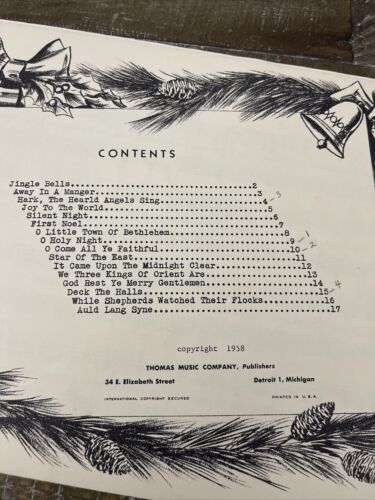 CONTENTS
Jingle Bells..................................2
Away In A Manger..............................3
Hark, The Hearld Angels Sing..................4 -3
Joy To The World..............................5
Silent Night..................................6
First Noel....................................7
O Little Town Of Bethlehem....................8
O Holy Night..................................9 -1
O Come All Ye Faithful.......................10 -2
Star Of The East.............................11
It Came Upon The Midnight Clear..............12
We Three Kings Of Orient Are.................13
God Rest Ye Merry Gentlemen..................14
Deck The Halls...............................15 -4
While Shepherds Watched Their Flocks.........16
Auld Lang Syne...............................17
copyright 1958
THOMAS MUSIC COMPANY, Publishers
34 E. Elizabeth Street Detroit 1, Michigan
INTERNATIONAL COPYRIGHT SECURED PRINTED IN U.S.A.